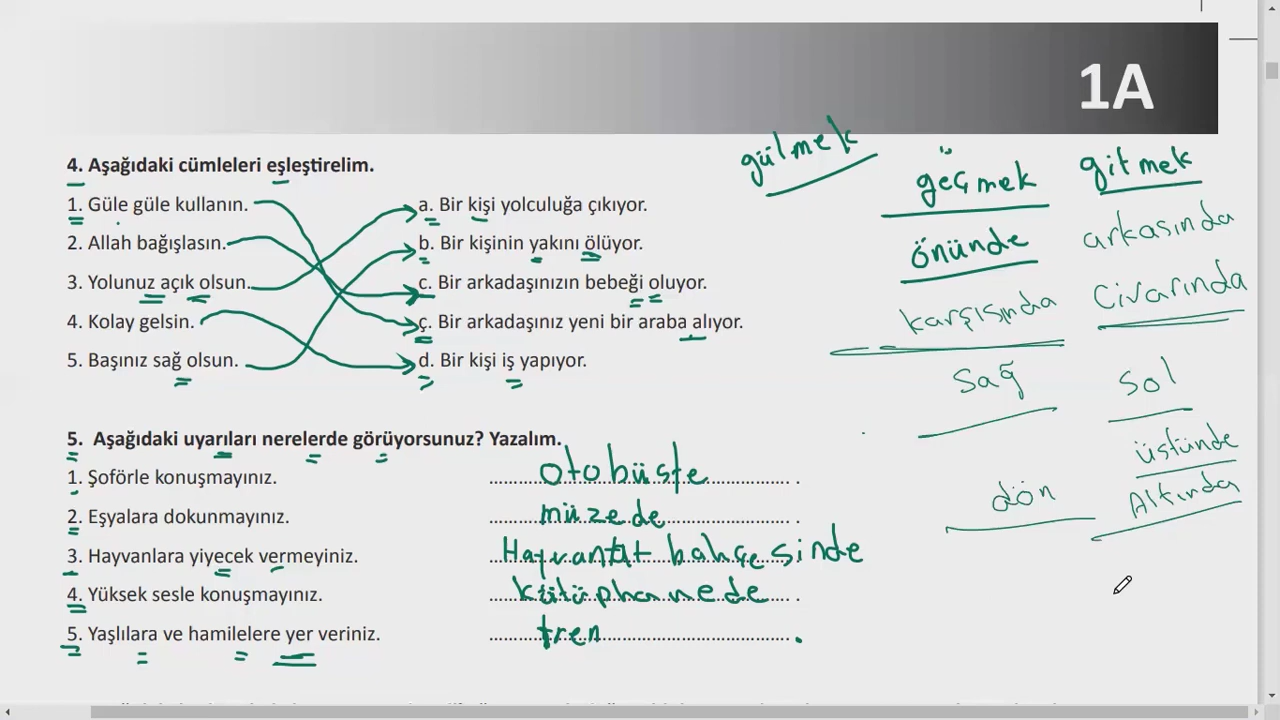 1A
4. Aşağıdaki cümleleri eşleştirelim.
1. Güle güle kullanın.
2. Allah bağışlasın.
3. Yolunuz açık olsun.
4. Kolay gelsin.
5. Başınız sağ olsun.
a. Bir kişi yolculuğa çıkıyor.
b. Bir kişinin yakını ölüyor.
c. Bir arkadaşınızın bebeği oluyor.
ç. Bir arkadaşınız yeni bir araba alıyor.
d. Bir kişi iş yapıyor.
gülmek
geçmek
gitmek
önünde
arkasında
karşısında
Civarında
Sağ
Sol
üstünde
dön
Altında
5. Aşağıdaki uyarıları nerelerde görüyorsunuz? Yazalım.
1. Şoförle konuşmayınız. otobüste
2. Eşyalara dokunmayınız. müzede
3. Hayvanlara yiyecek vermeyiniz. bahçesinde
4. Yüksek sesle konuşmayınız. kütüphanede
5. Yaşlılara ve hamilelere yer veriniz. tren